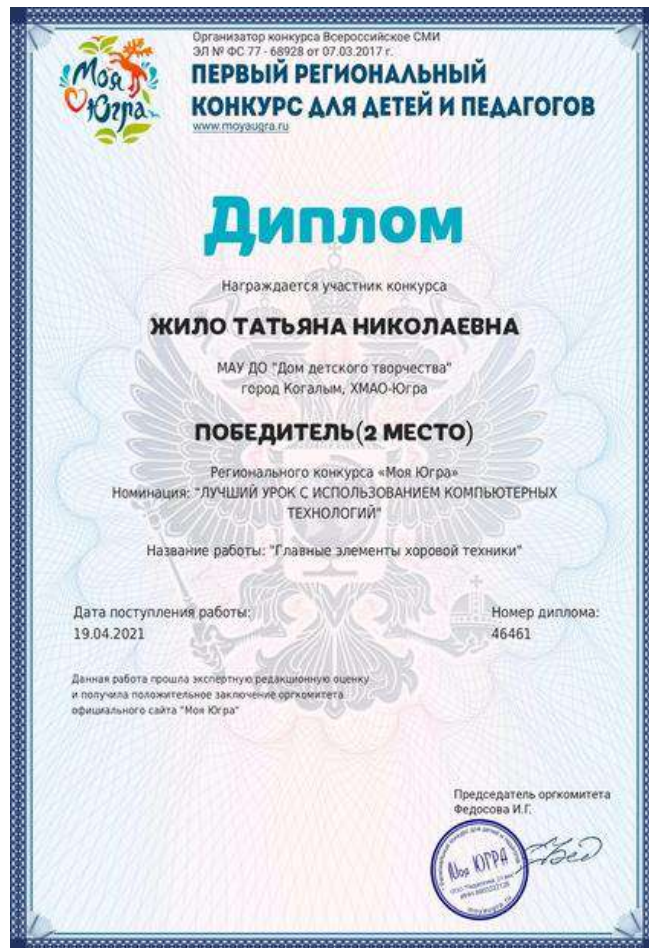 Организатор конкурса Всероссийское СМИ
ЭЛ № ФС 77 - 68928 от 07.03.2017 г.
Моя
Югра
ПЕРВЫЙ РЕГИОНАЛЬНЫЙ
КОНКУРС ДЛЯ ДЕТЕЙ И ПЕДАГОГОВ
www.moyaugra.ru
Диплом
Награждается участник конкурса
ЖИЛО ТАТЬЯНА НИКОЛАЕВНА
МАУ ДО "Дом детского творчества"
город Когалым, ХМАО-Югра
ПОБЕДИТЕЛЬ(2 МЕСТО)
Регионального конкурса «Моя Югра»
Номинация: "ЛУЧШИЙ УРОК С ИСПОЛЬЗОВАНИЕМ КОМПЬЮТЕРНЫХ
ТЕХНОЛОГИЙ"
Название работы: "Главные элементы хоровой техники"
Дата поступления работы:
19.04.2021
Номер диплома:
46461
Данная работа прошла экспертную редакционную оценку
и получила положительное заключение оргкомитета
официального сайта "Моя Югра"
Председатель оргкомитета
Федосова И.Г.
Моя ЮГРА
moyaugra.ru